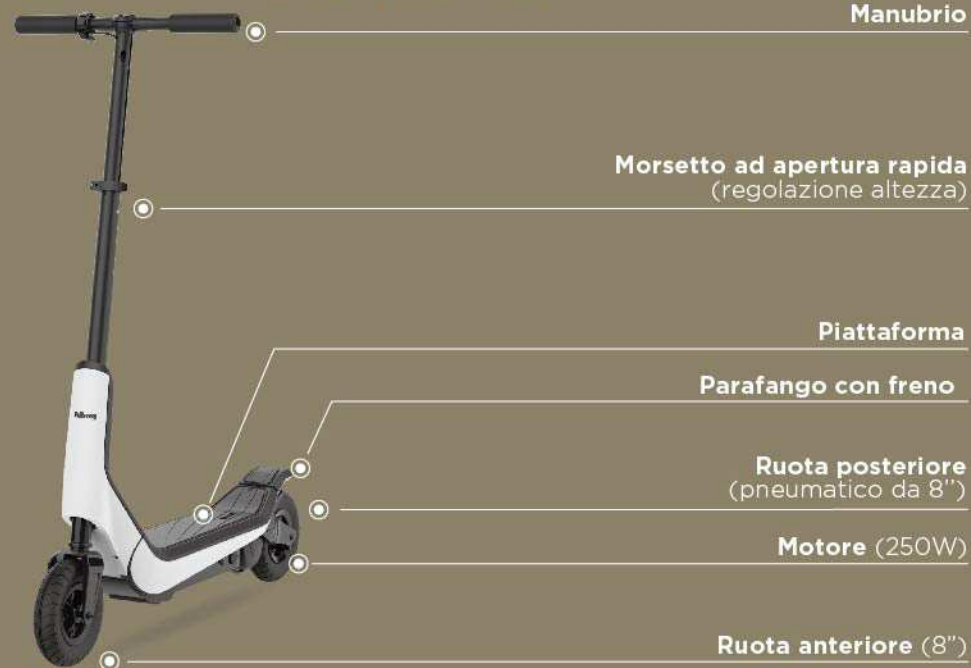 Manubrio
Morsetto ad apertura rapida
(regolazione altezza)
Piattaforma
Parafango con freno
Ruota posteriore
(pneumatico da 8”)
Motore (250W)
Ruota anteriore (8”)